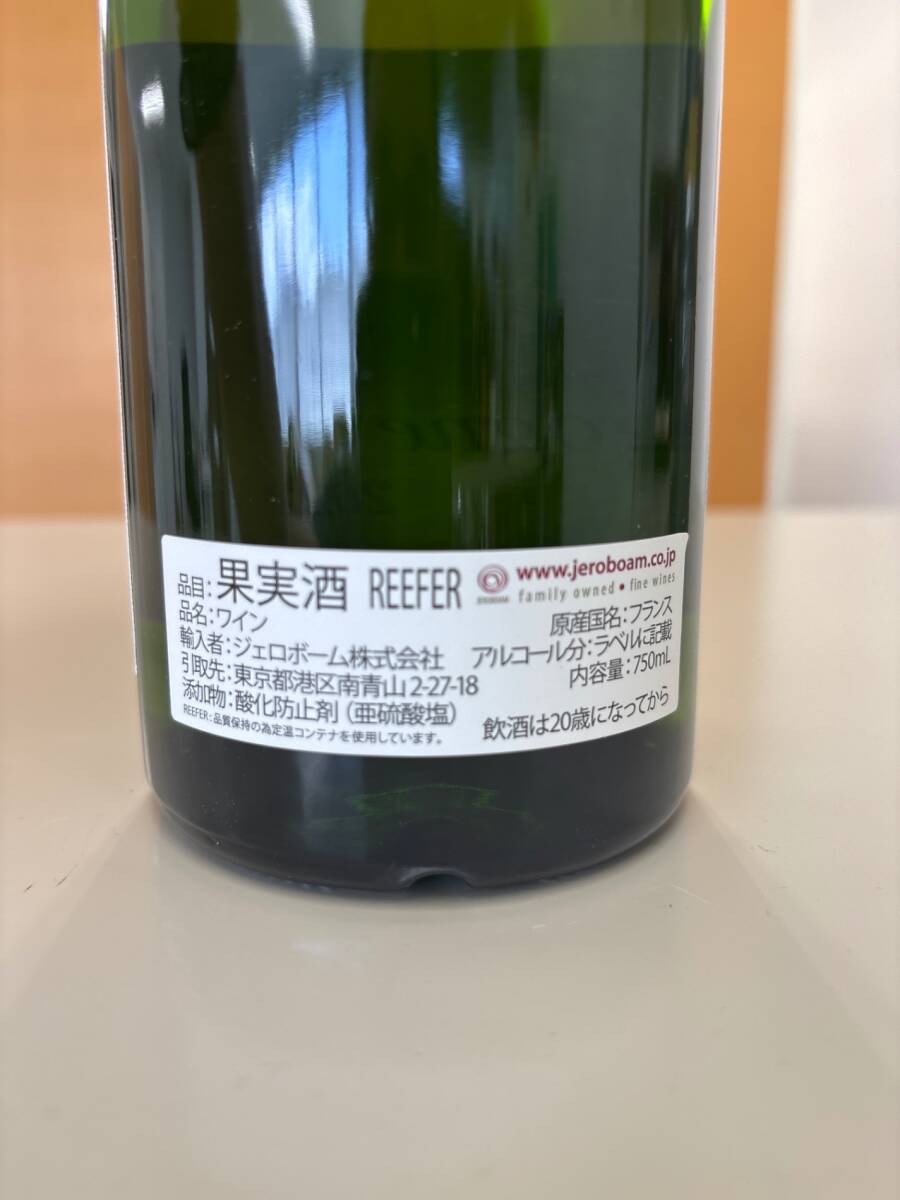 品目：果実酒 REEFER
www.jeroboam.co.jp
JEROBOAM family owned • fine wines
品名：ワイン 原産国名：フランス
輸入者：ジェロボーム株式会社 アルコール分：ラベルに記載
引取先：東京都港区南青山2-27-18 内容量：750mL
添加物：酸化防止剤（亜硫酸塩） 飲酒は20歳になってから
REEFER：品質保持の為定温コンテナを使用しています。